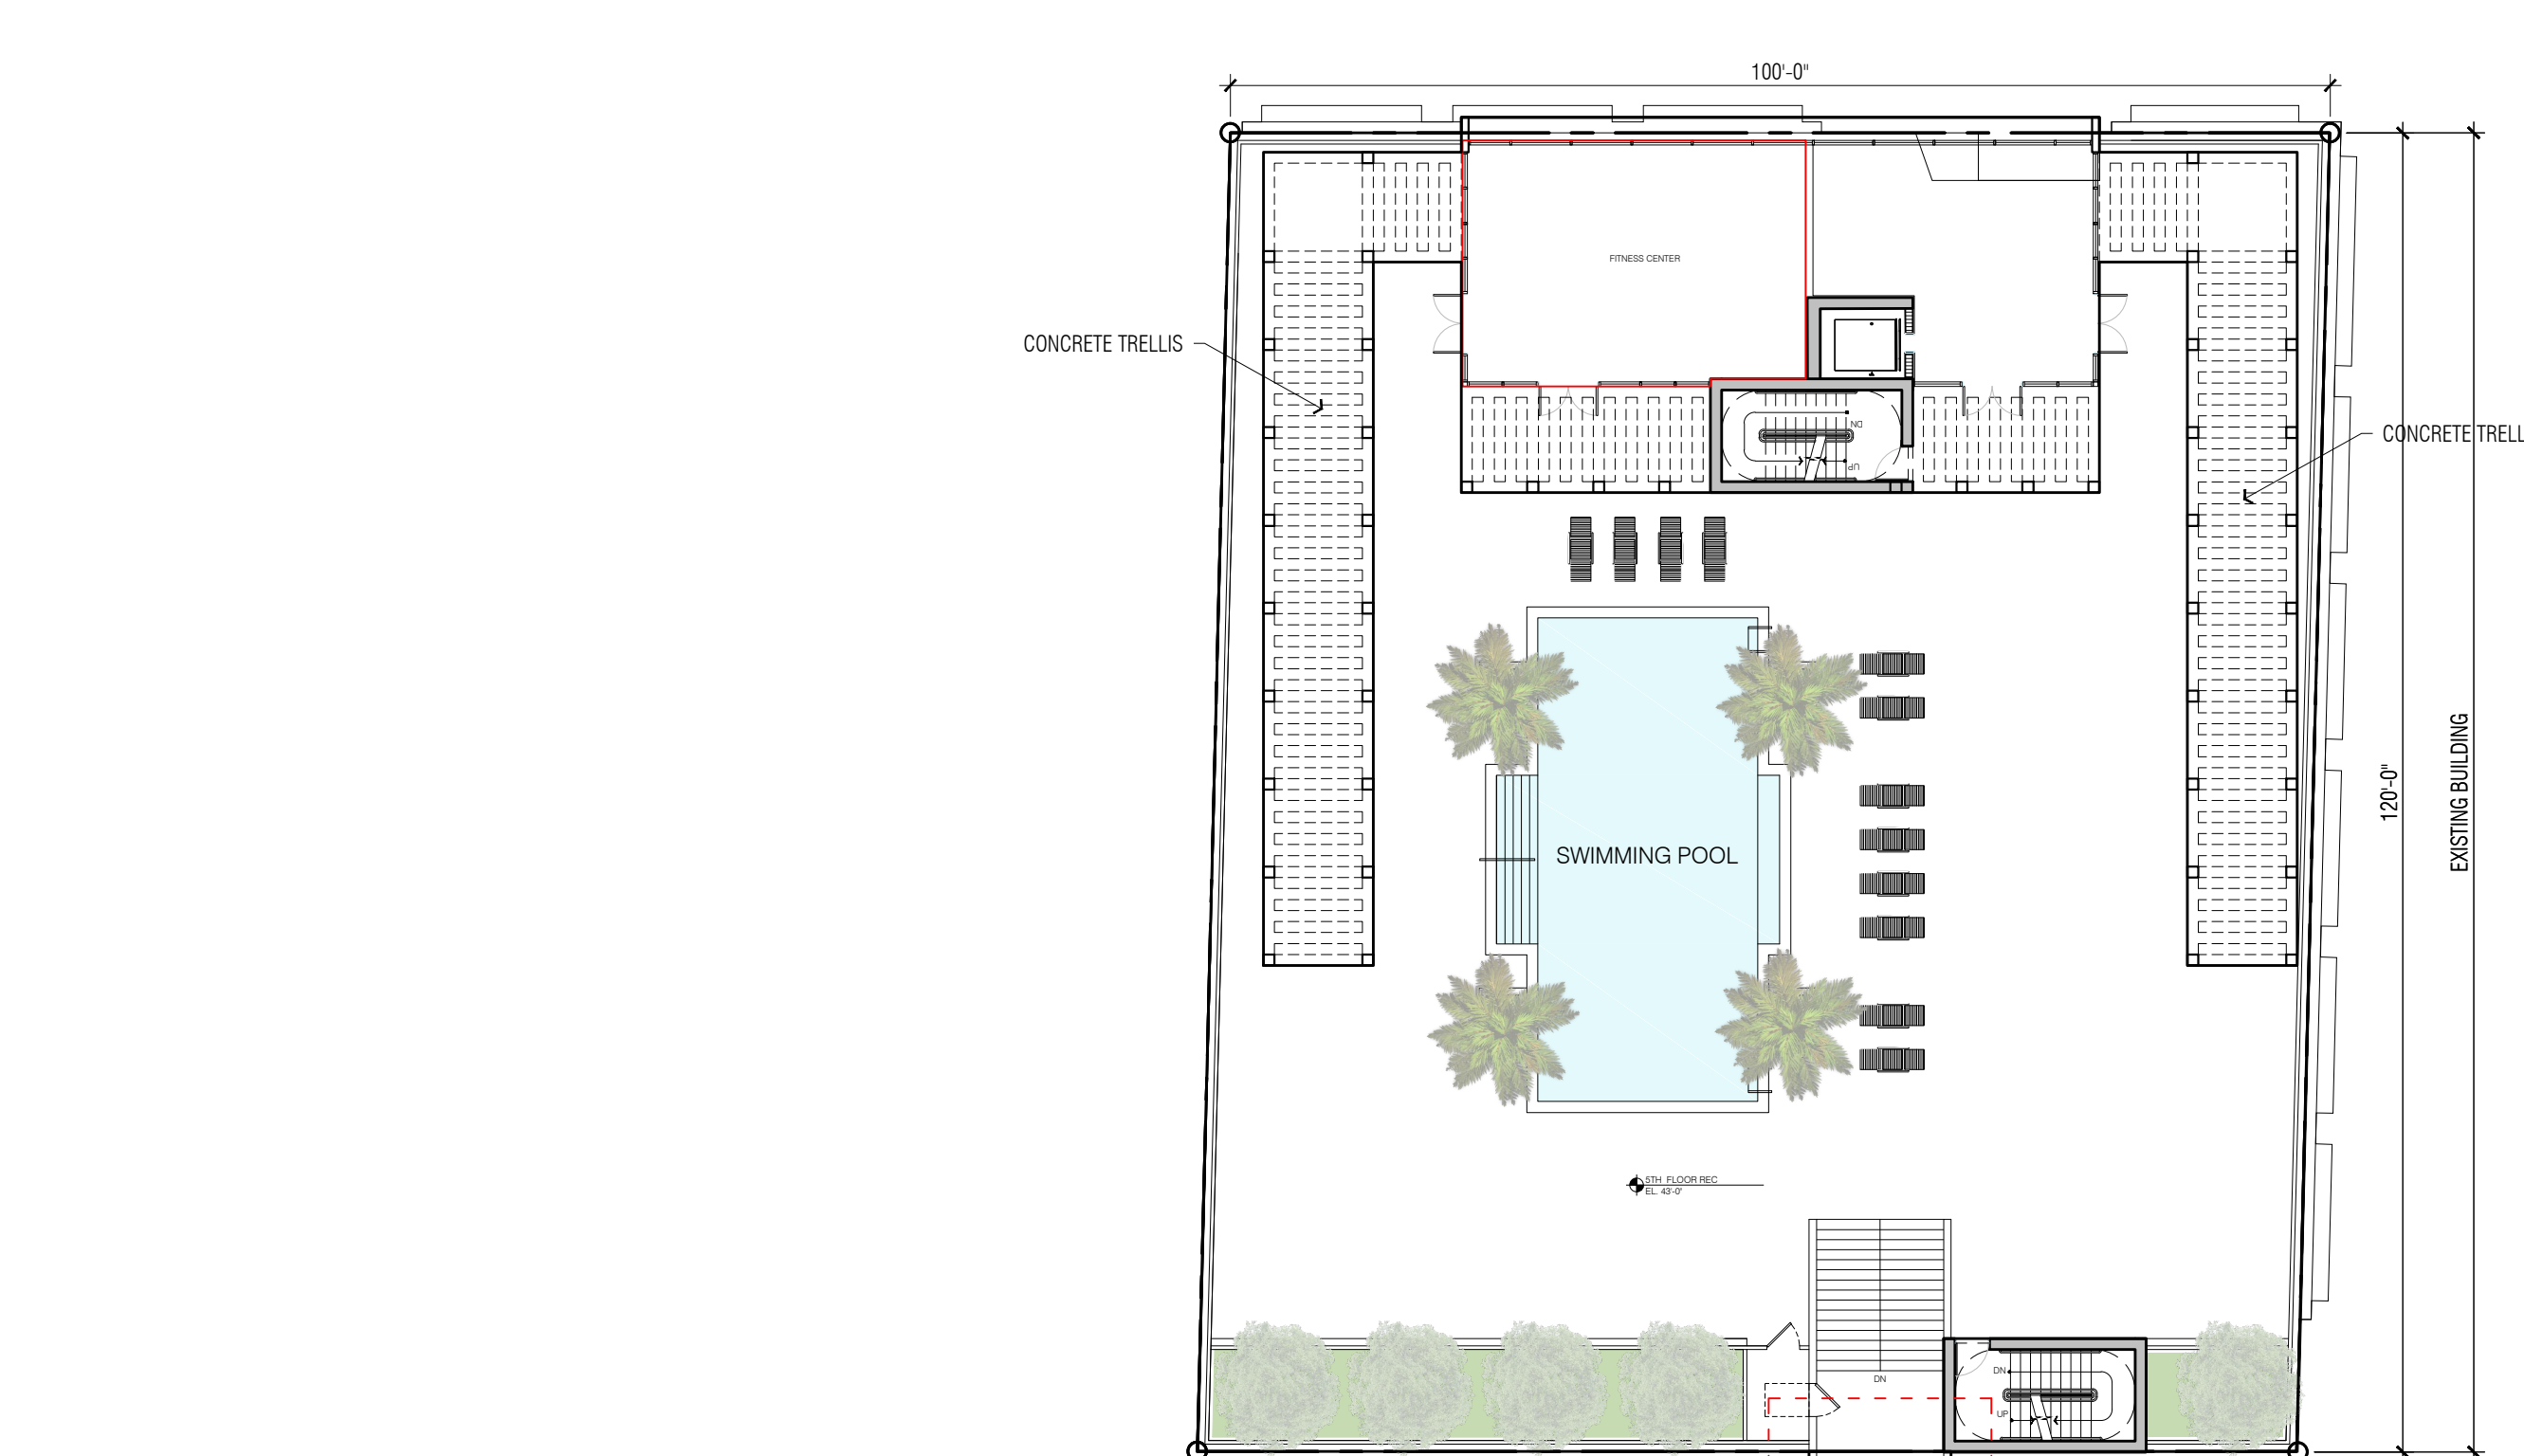 100'-0"
FITNESS CENTER
CONCRETE TRELLIS
DN
CONCRETE TRELL
UP
EXISTING BUILDING
120'-0"
SWIMMING POOL
5TH FLOOR REC
EL. 43'-0'
DN
DN
UP